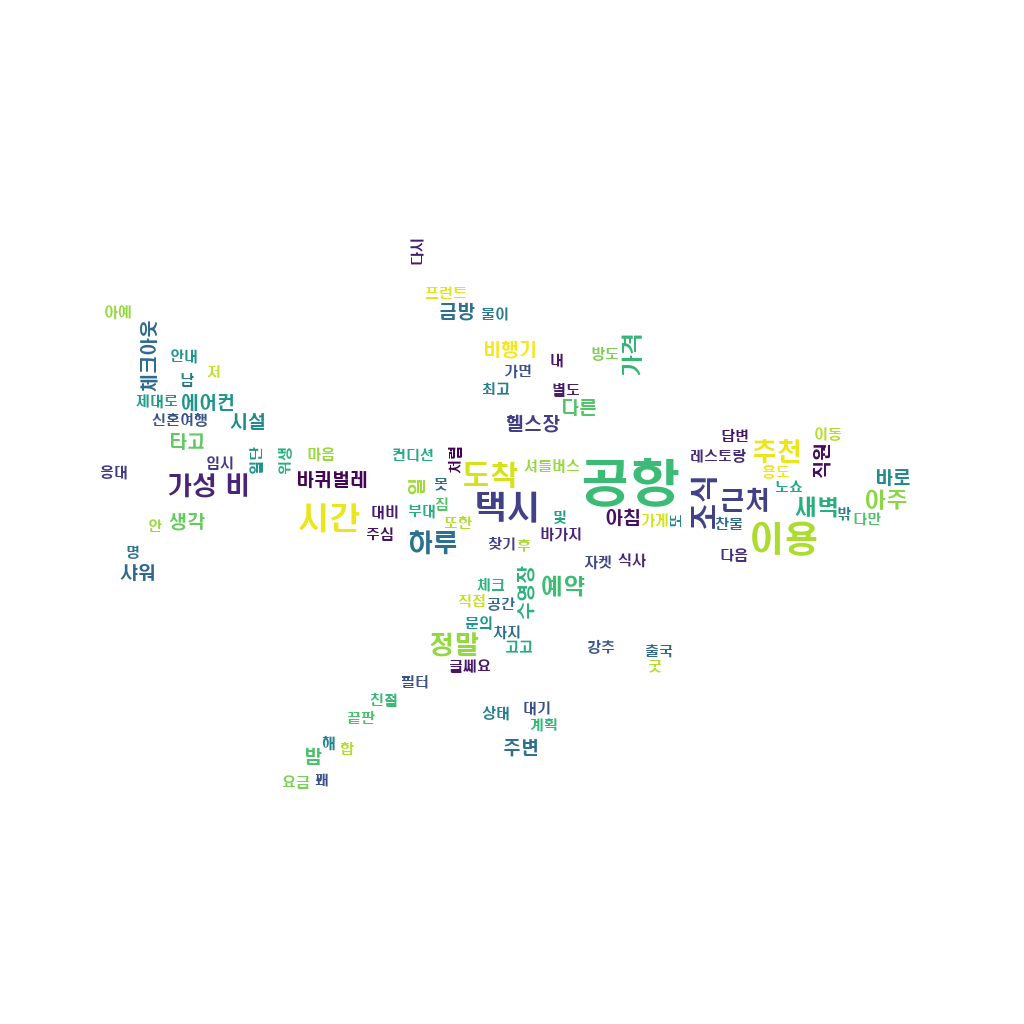 다시
프런트
금방 물이
아예
체크아웃
안내
남 저
제대로 에어컨
신혼여행 시설
타고
비행기 내 방도 가격
가면
최고 별도
다른
헬스장
답변 이동
레스토랑 추천 직원
용도
노쇼 바로
새벽 아주
밖 다만
응대 임시 일단 위생 마음 컨디션 처럼 셔틀버스
가성 비 바퀴벌레 도착 공항 조식 근처
일 못
생각 시간 대비 부대 짐 택시 및 아침 가게 또 찬물 이용
안 주심 또한 바가지
하루 찾기 후
명 자켓 식사 다음
샤워
체크 수영장 예약
직접 공간
문의 차지
정말 고고 강추 출국
글쎄요 굿
필터
친절
끝판 상태 대기
계획
밤 해 합 주변
요금 꽤